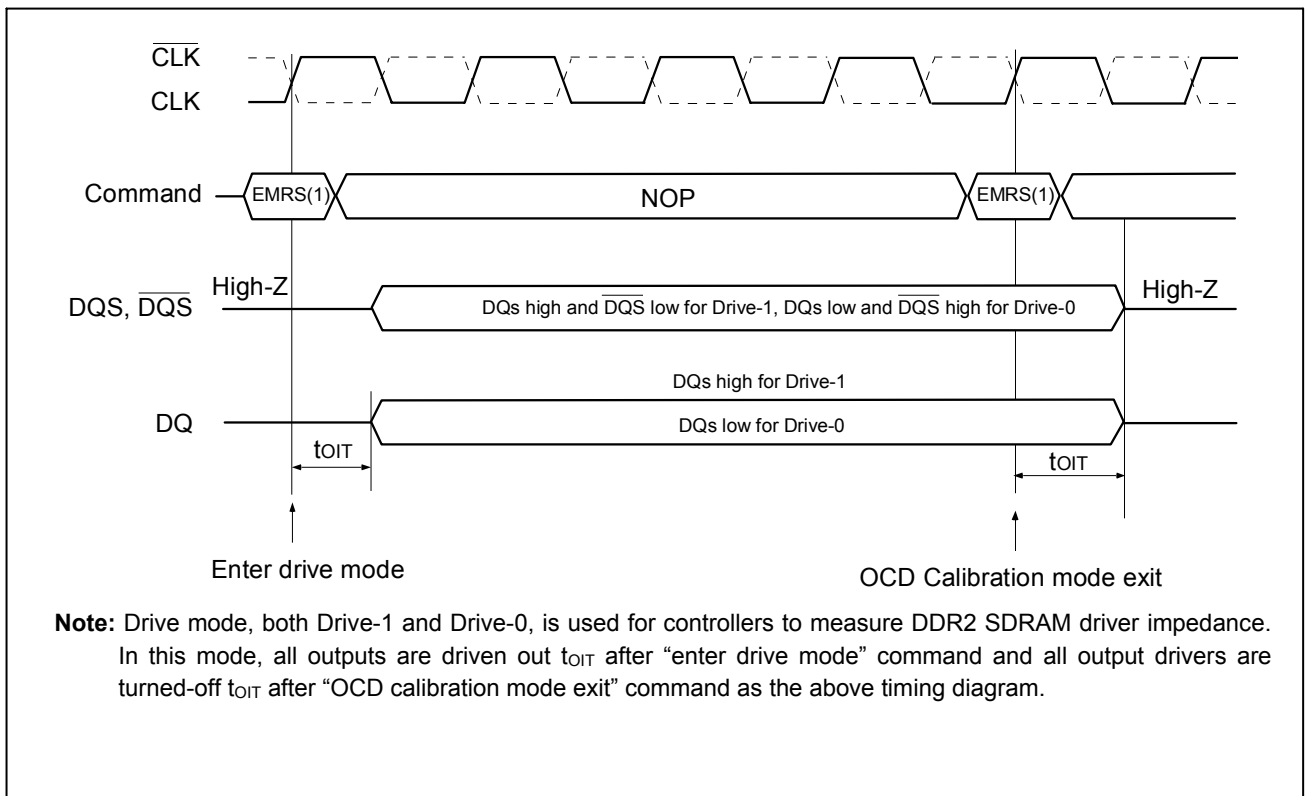 CLK
CLK
Command
EMRS(1)
NOP
EMRS(1)
DQS, DQS
High-Z
DQs high and DQS low for Drive-1, DQs low and DQS high for Drive-0
High-Z
DQs high for Drive-1
DQ
DQs low for Drive-0
tOIT
tOIT
Enter drive mode
OCD Calibration mode exit
Note: Drive mode, both Drive-1 and Drive-0, is used for controllers to measure DDR2 SDRAM driver impedance.
In this mode, all outputs are driven out tOIT after “enter drive mode” command and all output drivers are
turned-off tOIT after “OCD calibration mode exit” command as the above timing diagram.